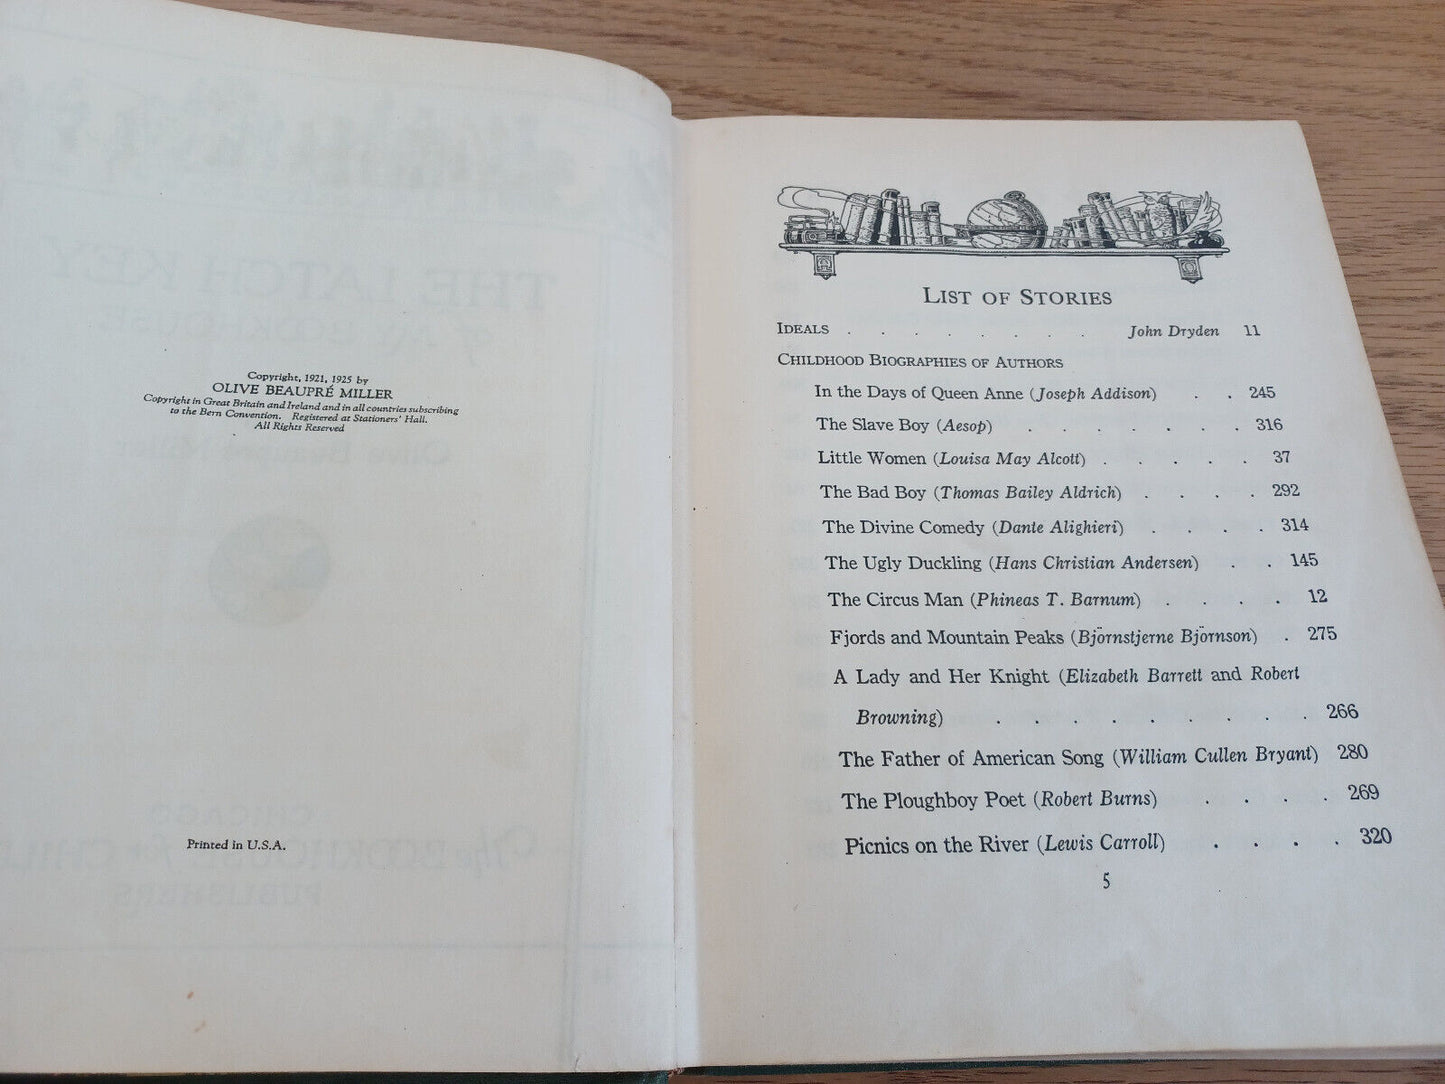 Copyright, 1921, 1925 by
OLIVE BEAUPRÉ MILLER
Copyright in Great Britain and Ireland and in all countries subscribing
to the Bern Convention. Registered at Stationers' Hall.
All Rights Reserved
Printed in U.S.A.
LIST OF STORIES
IDEALS . . . . . . . . John Dryden 11
CHILDHOOD BIOGRAPHIES OF AUTHORS
In the Days of Queen Anne (Joseph Addison) . . 245
The Slave Boy (Aesop) . . . . . . . 316
Little Women (Louisa May Alcott) . . . . . 37
The Bad Boy (Thomas Bailey Aldrich) . . . . 292
The Divine Comedy (Dante Alighieri) . . . . 314
The Ugly Duckling (Hans Christian Andersen) . . 145
The Circus Man (Phineas T. Barnum) . . . . 12
Fjords and Mountain Peaks (Björnstjerne Björnson) . 275
A Lady and Her Knight (Elizabeth Barrett and Robert
Browning) . . . . . . . . . 266
The Father of American Song (William Cullen Bryant) 280
The Ploughboy Poet (Robert Burns) . . . . 269
Picnics on the River (Lewis Carroll) . . . . 320
5